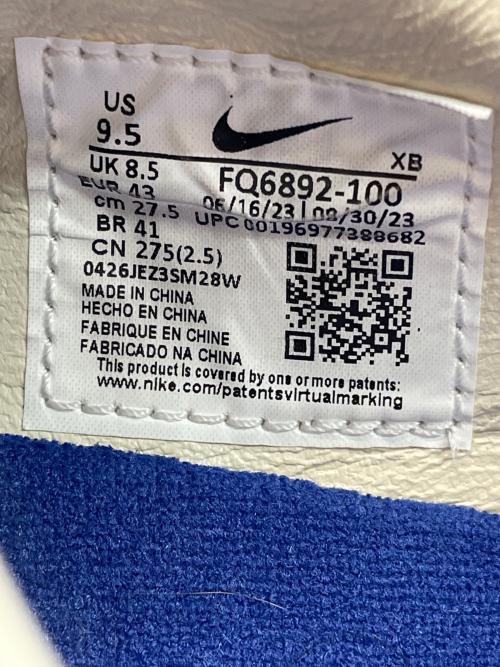 US
9.5
XB
UK 8.5
FQ6892-100
EUR 43
06/16/23 | 08/30/23
cm 27.5
UPC 00196977388682
BR 41
CN 275(2.5)
0426JEZ3SM28W
MADE IN CHINA
HECHO EN CHINA
FABRIQUE EN CHINE
FABRICADO NA CHINA
This product is covered by one or more patents:
www.nike.com/patentsvirtualmarking